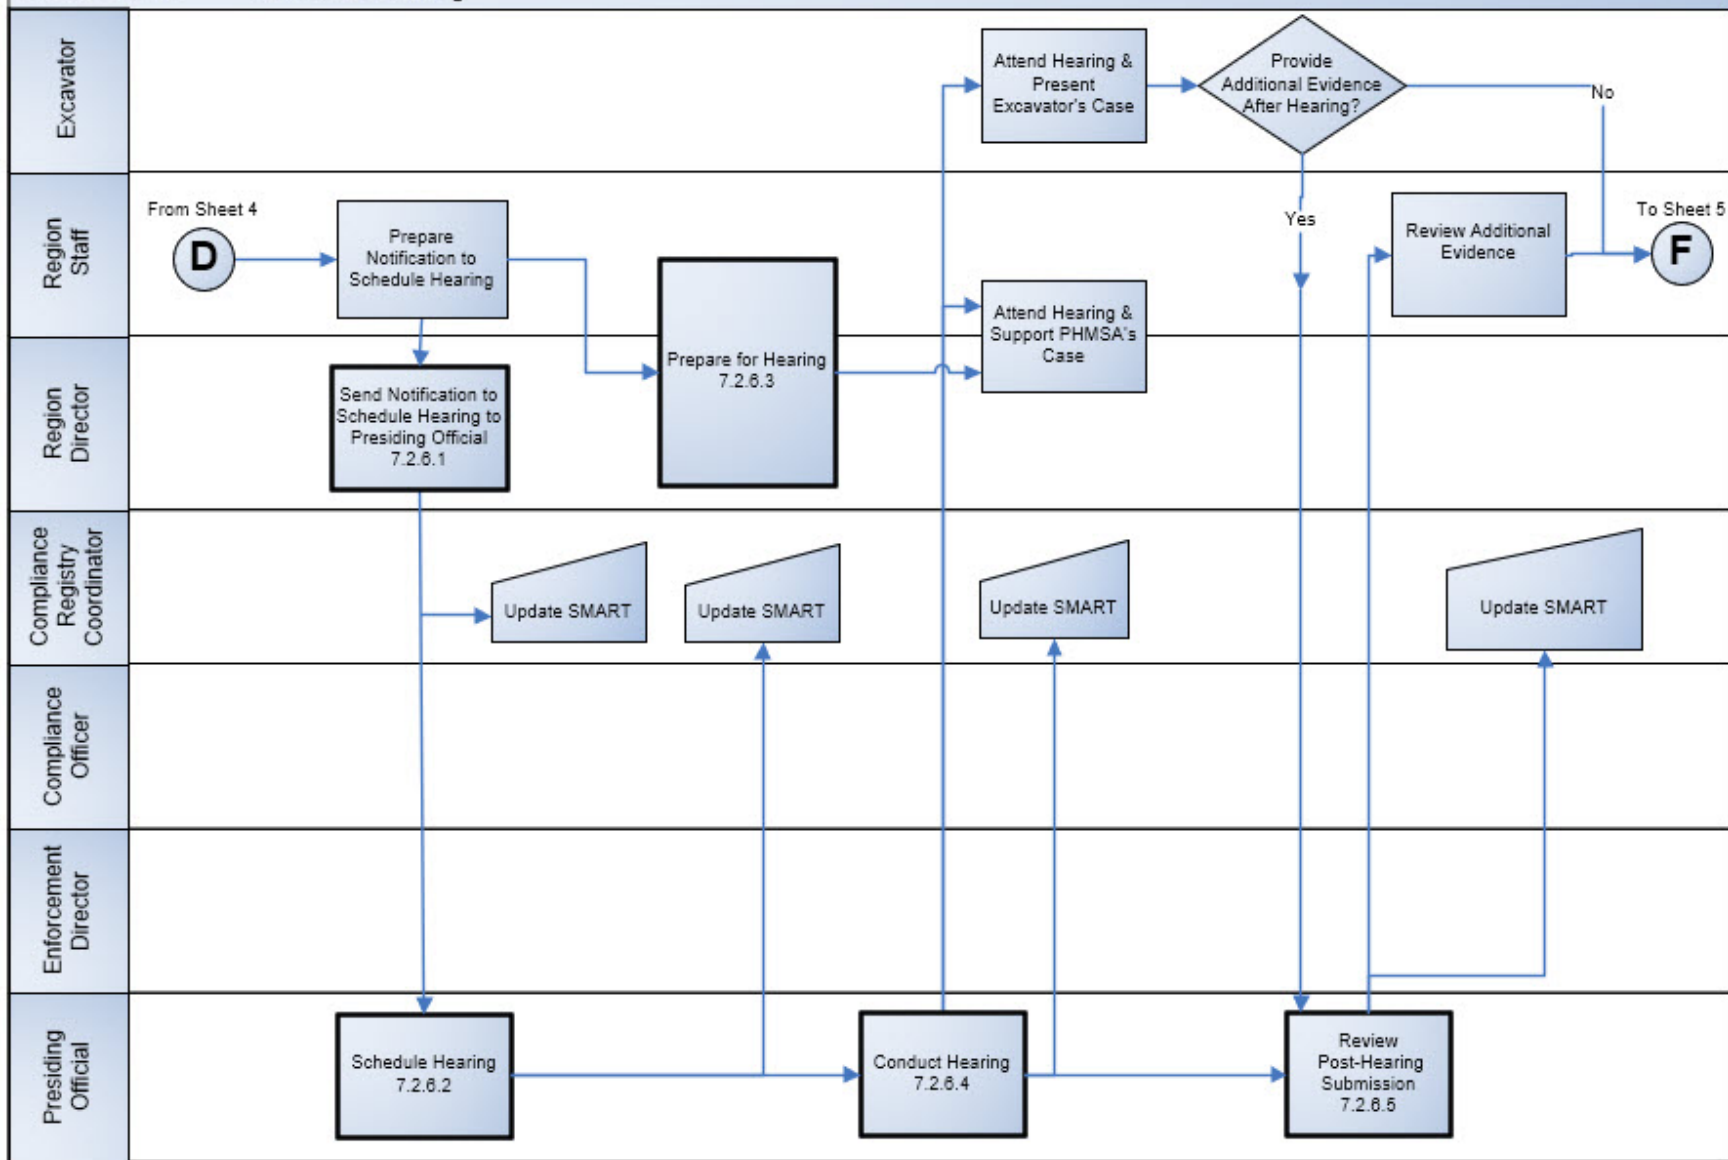 Excavator
Attend Hearing &
Present
Excavator's Case
Provide
Additional Evidence
After Hearing?
No
Region
Staff
From Sheet 4
D
Prepare
Notification to
Schedule Hearing
Yes
Review Additional
Evidence
To Sheet 5
F
Attend Hearing &
Support PHMSA's
Case
Prepare for Hearing
7.2.6.3
Region
Director
Send Notification to
Schedule Hearing to
Presiding Official
7.2.6.1
Compliance
Registry
Coordinator
Update SMART
Update SMART
Update SMART
Update SMART
Compliance
Officer
Enforcement
Director
Presiding
Official
Schedule Hearing
7.2.6.2
Conduct Hearing
7.2.6.4
Review
Post-Hearing
Submission
7.2.6.5